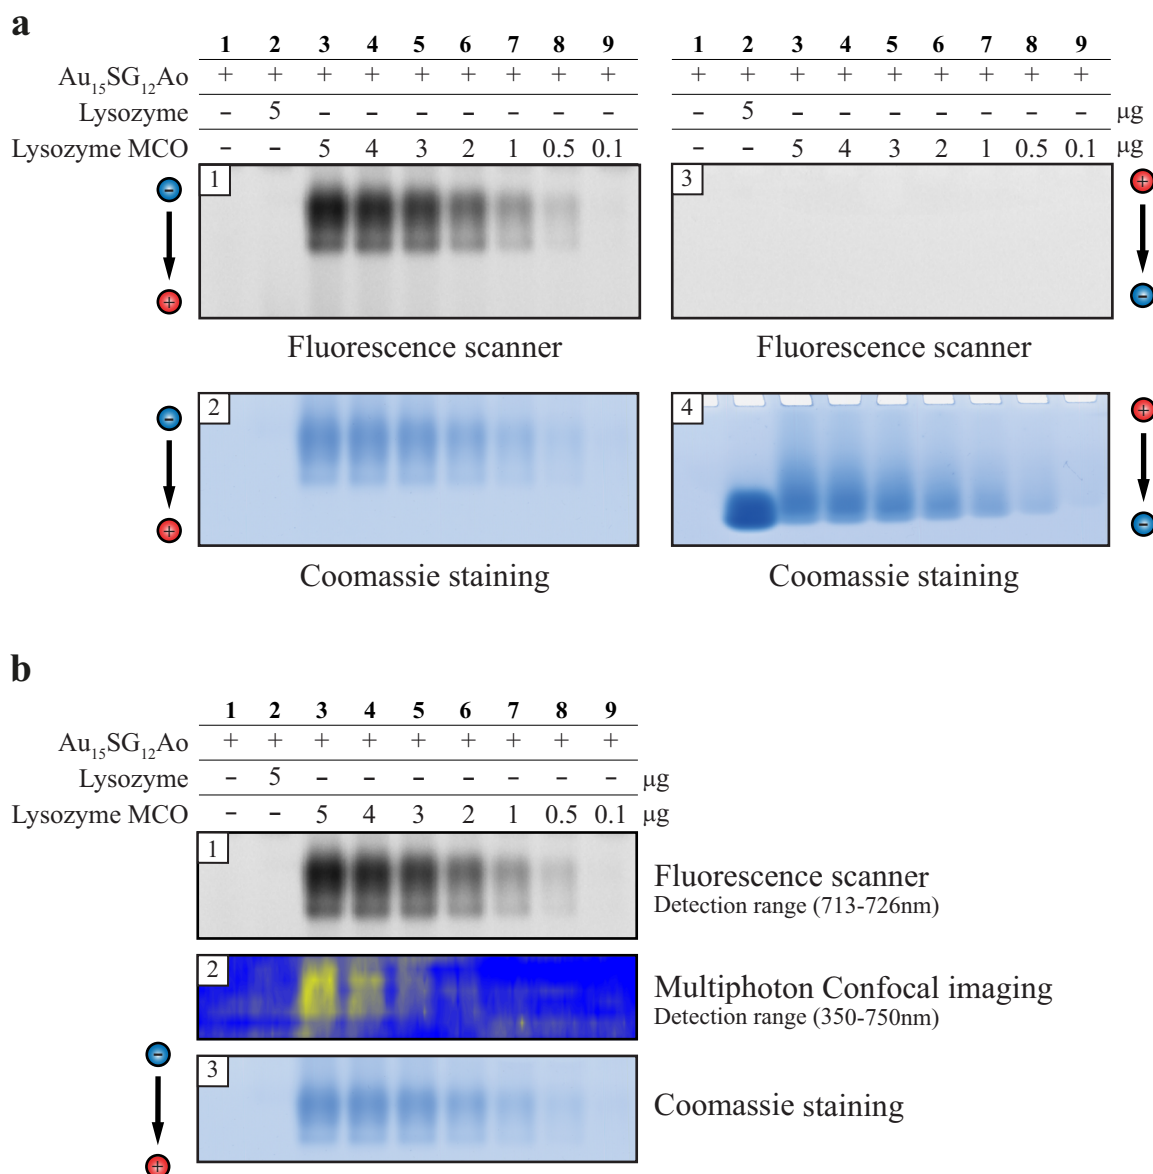 a
1 2 3 4 5 6 7 8 9 1 2 3 4 5 6 7 8 9
Au15SG12Ao + + + + + + + + + + + + + + + + + +
Lysozyme – 5 – – – – – – – – 5 – – – – – – – µg
Lysozyme MCO – – 5 4 3 2 1 0.5 0.1 – – 5 4 3 2 1 0.5 0.1 µg
1 3
- +
+ -
Fluorescence scanner Fluorescence scanner
2 4
- +
+ -
Coomassie staining Coomassie staining
b
1 2 3 4 5 6 7 8 9
Au15SG12Ao + + + + + + + + +
Lysozyme – 5 – – – – – – – µg
Lysozyme MCO – – 5 4 3 2 1 0.5 0.1 µg
1
Fluorescence scanner
Detection range (713-726nm)
2
Multiphoton Confocal imaging
Detection range (350-750nm)
-
3
Coomassie staining
+